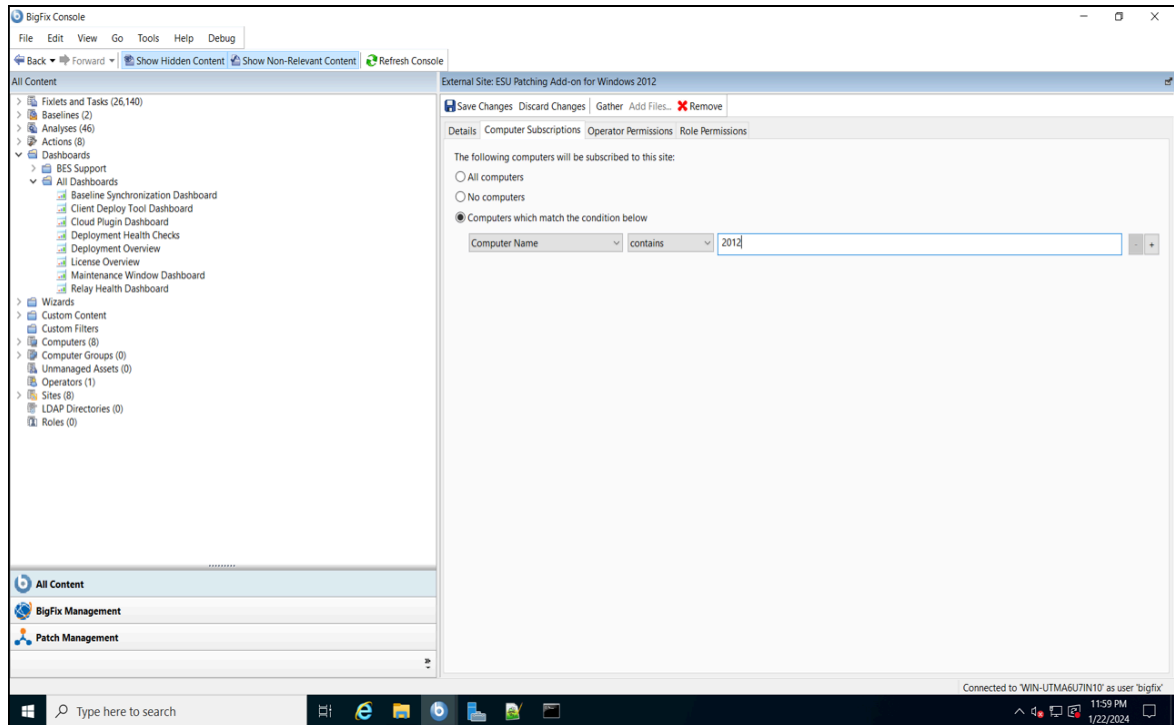 BigFix Console
File Edit View Go Tools Help Debug
Back Forward Show Hidden Content Show Non-Relevant Content Refresh Console
All Content
Fixlets and Tasks (26,140)
Baselines (2)
Analyses (46)
Actions (8)
Dashboards
BES Support
All Dashboards
Baseline Synchronization Dashboard
Client Deploy Tool Dashboard
Cloud Plugin Dashboard
Deployment Health Checks
Deployment Overview
License Overview
Maintenance Window Dashboard
Relay Health Dashboard
Wizards
Custom Content
Custom Filters
Computers (8)
Computer Groups (0)
Unmanaged Assets (0)
Operators (1)
Sites (8)
LDAP Directories (0)
Roles (0)
All Content
BigFix Management
Patch Management
External Site: ESU Patching Add-on for Windows 2012
Save Changes Discard Changes Gather Add Files... Remove
Details Computer Subscriptions Operator Permissions Role Permissions
The following computers will be subscribed to this site:
All computers
No computers
Computers which match the condition below
Computer Name contains 2012 - +
Connected to 'WIN-UTMA6U7IN10' as user 'bigfix'
Type here to search
11:59 PM
1/22/2024